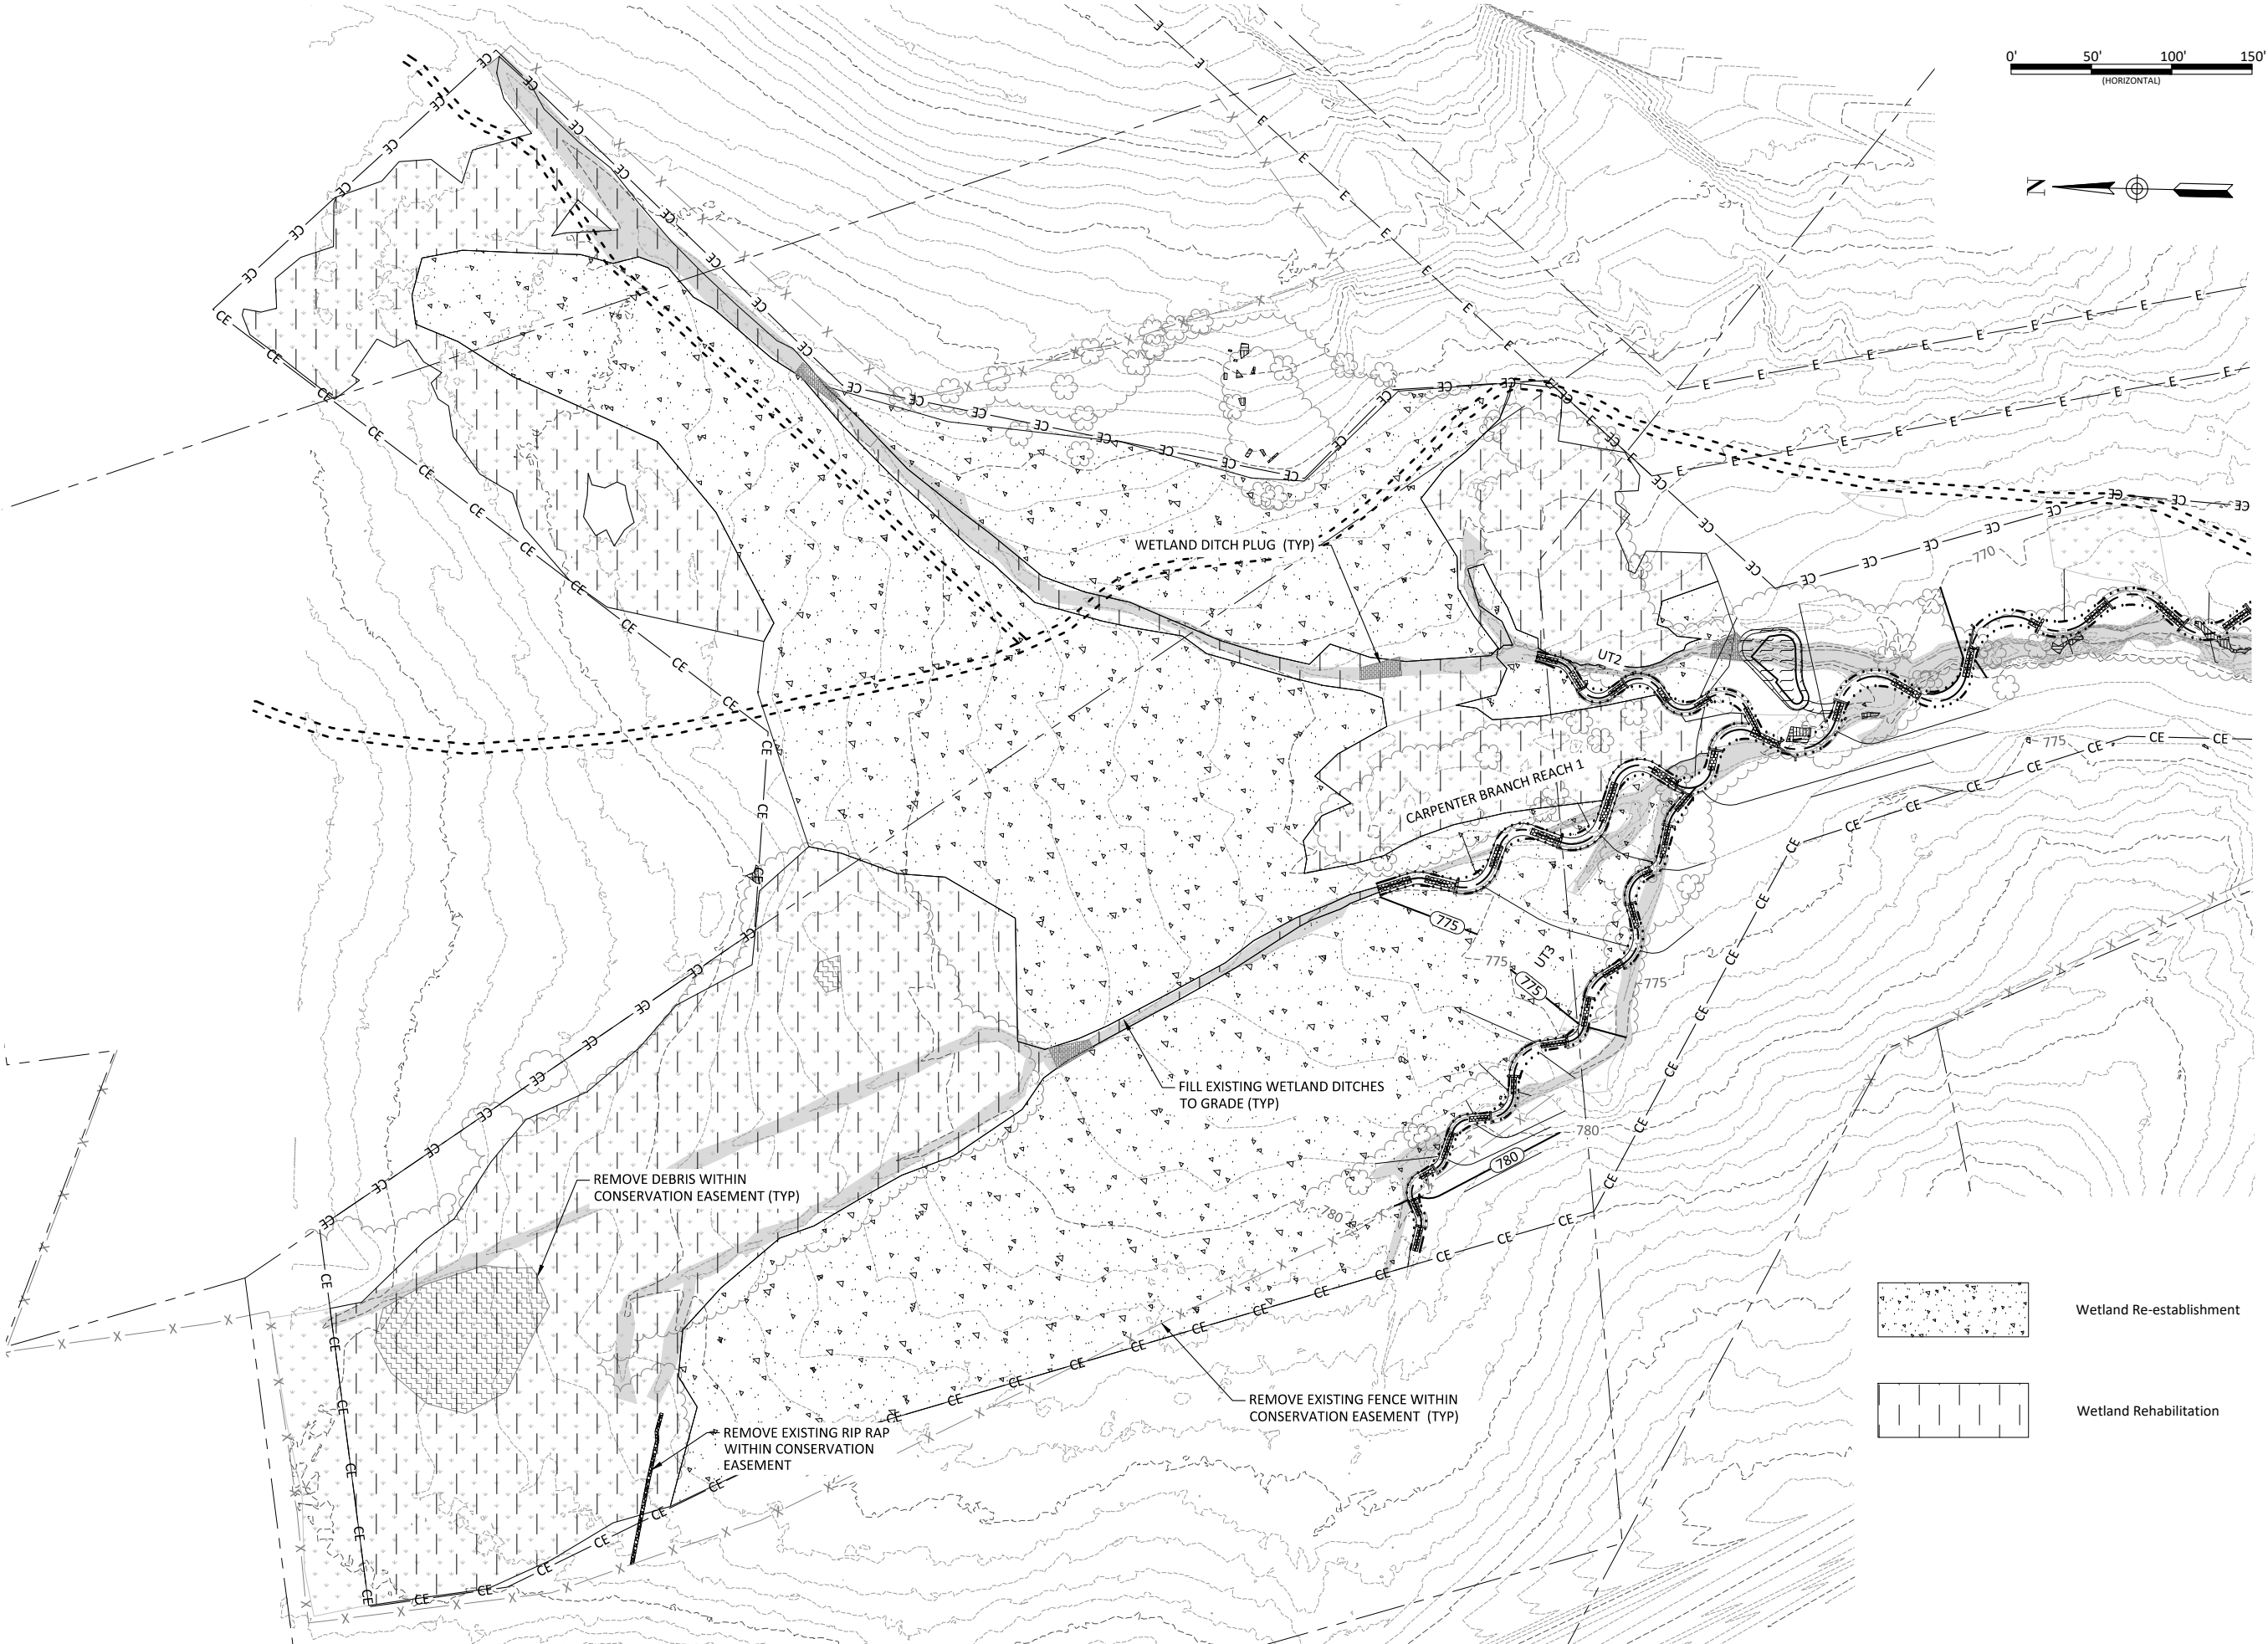 0' 50' 100' 150'
(HORIZONTAL)
N
WETLAND DITCH PLUG (TYP)
770
UT2
775
CARPENTER BRANCH REACH 1
775
775
UT3
775
775
FILL EXISTING WETLAND DITCHES
TO GRADE (TYP)
780
780
780
REMOVE DEBRIS WITHIN
CONSERVATION EASEMENT (TYP)
Wetland Re-establishment
REMOVE EXISTING FENCE WITHIN
CONSERVATION EASEMENT (TYP)
Wetland Rehabilitation
REMOVE EXISTING RIP RAP
WITHIN CONSERVATION
EASEMENT
CE
E
X